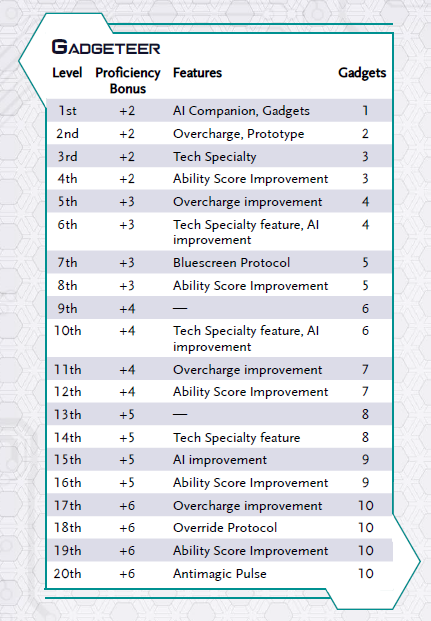 GADGETEER
Level Proficiency Bonus Features Gadgets
1st +2 AI Companion, Gadgets 1
2nd +2 Overcharge, Prototype 2
3rd +2 Tech Specialty 3
4th +2 Ability Score Improvement 3
5th +3 Overcharge improvement 4
6th +3 Tech Specialty feature, AI 4
improvement
7th +3 Bluescreen Protocol 5
8th +3 Ability Score Improvement 5
9th +4 — 6
10th +4 Tech Specialty feature, AI 6
improvement
11th +4 Overcharge improvement 7
12th +4 Ability Score Improvement 7
13th +5 — 8
14th +5 Tech Specialty feature 8
15th +5 AI improvement 9
16th +5 Ability Score Improvement 9
17th +6 Overcharge improvement 10
18th +6 Override Protocol 10
19th +6 Ability Score Improvement 10
20th +6 Antimagic Pulse 10